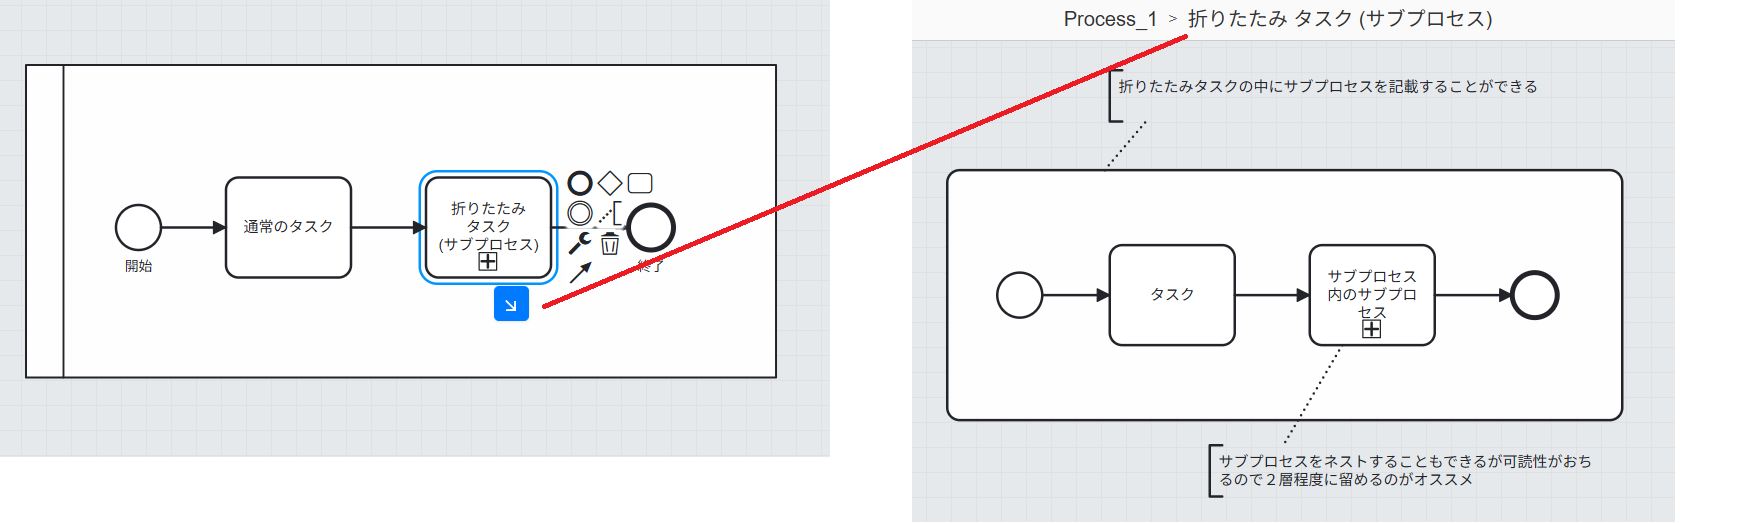 開始
通常のタスク
折りたたみ
タスク
(サブプロセス)
終了
Process_1 > 折りたたみ タスク (サブプロセス)
折りたたみタスクの中にサブプロセスを記載することができる
タスク
サブプロセス
内のサブプロ
セス
サブプロセスをネストすることもできるが可読性がおち
るので２層程度に留めるのがオススメ